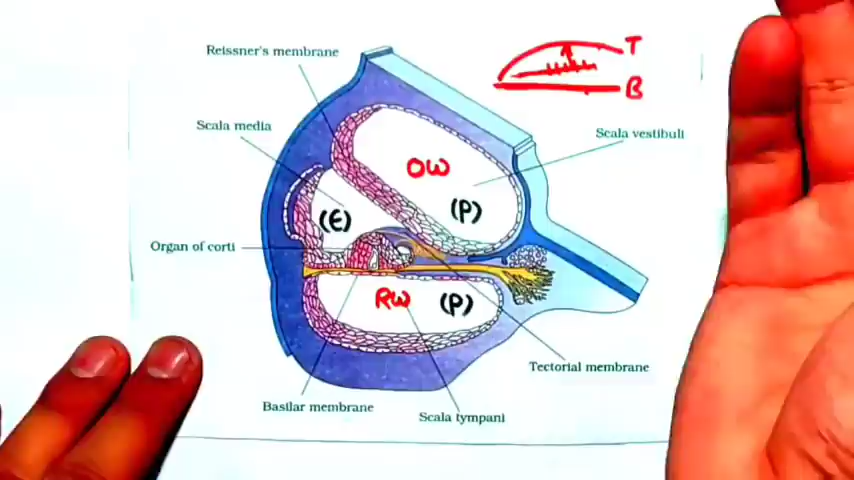 Reissner's membrane
T
B
Scala media
Scala vestibuli
OW
(E)
(P)
Organ of corti
RW
(P)
Tectorial membrane
Basilar membrane
Scala tympani